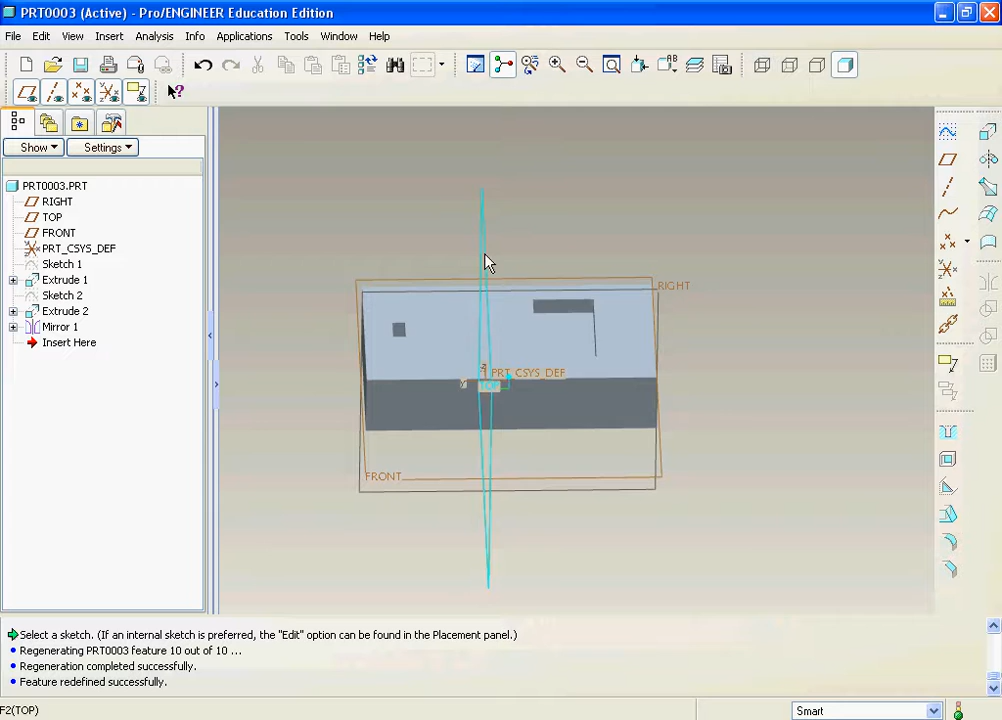 PRT0003 (Active) - Pro/ENGINEER Education Edition
File Edit View Insert Analysis Info Applications Tools Window Help
Show Settings
PRT0003.PRT
RIGHT
TOP
FRONT
PRT_CSYS_DEF
Sketch 1
Extrude 1
Sketch 2
Extrude 2
Mirror 1
Insert Here
RIGHT
Z
PRT_CSYS_DEF
Y
TOP
FRONT
Select a sketch. (If an internal sketch is preferred, the "Edit" option can be found in the Placement panel.)
Regenerating PRT0003 feature 10 out of 10 ...
Regeneration completed successfully.
Feature redefined successfully.
F2(TOP)
Smart